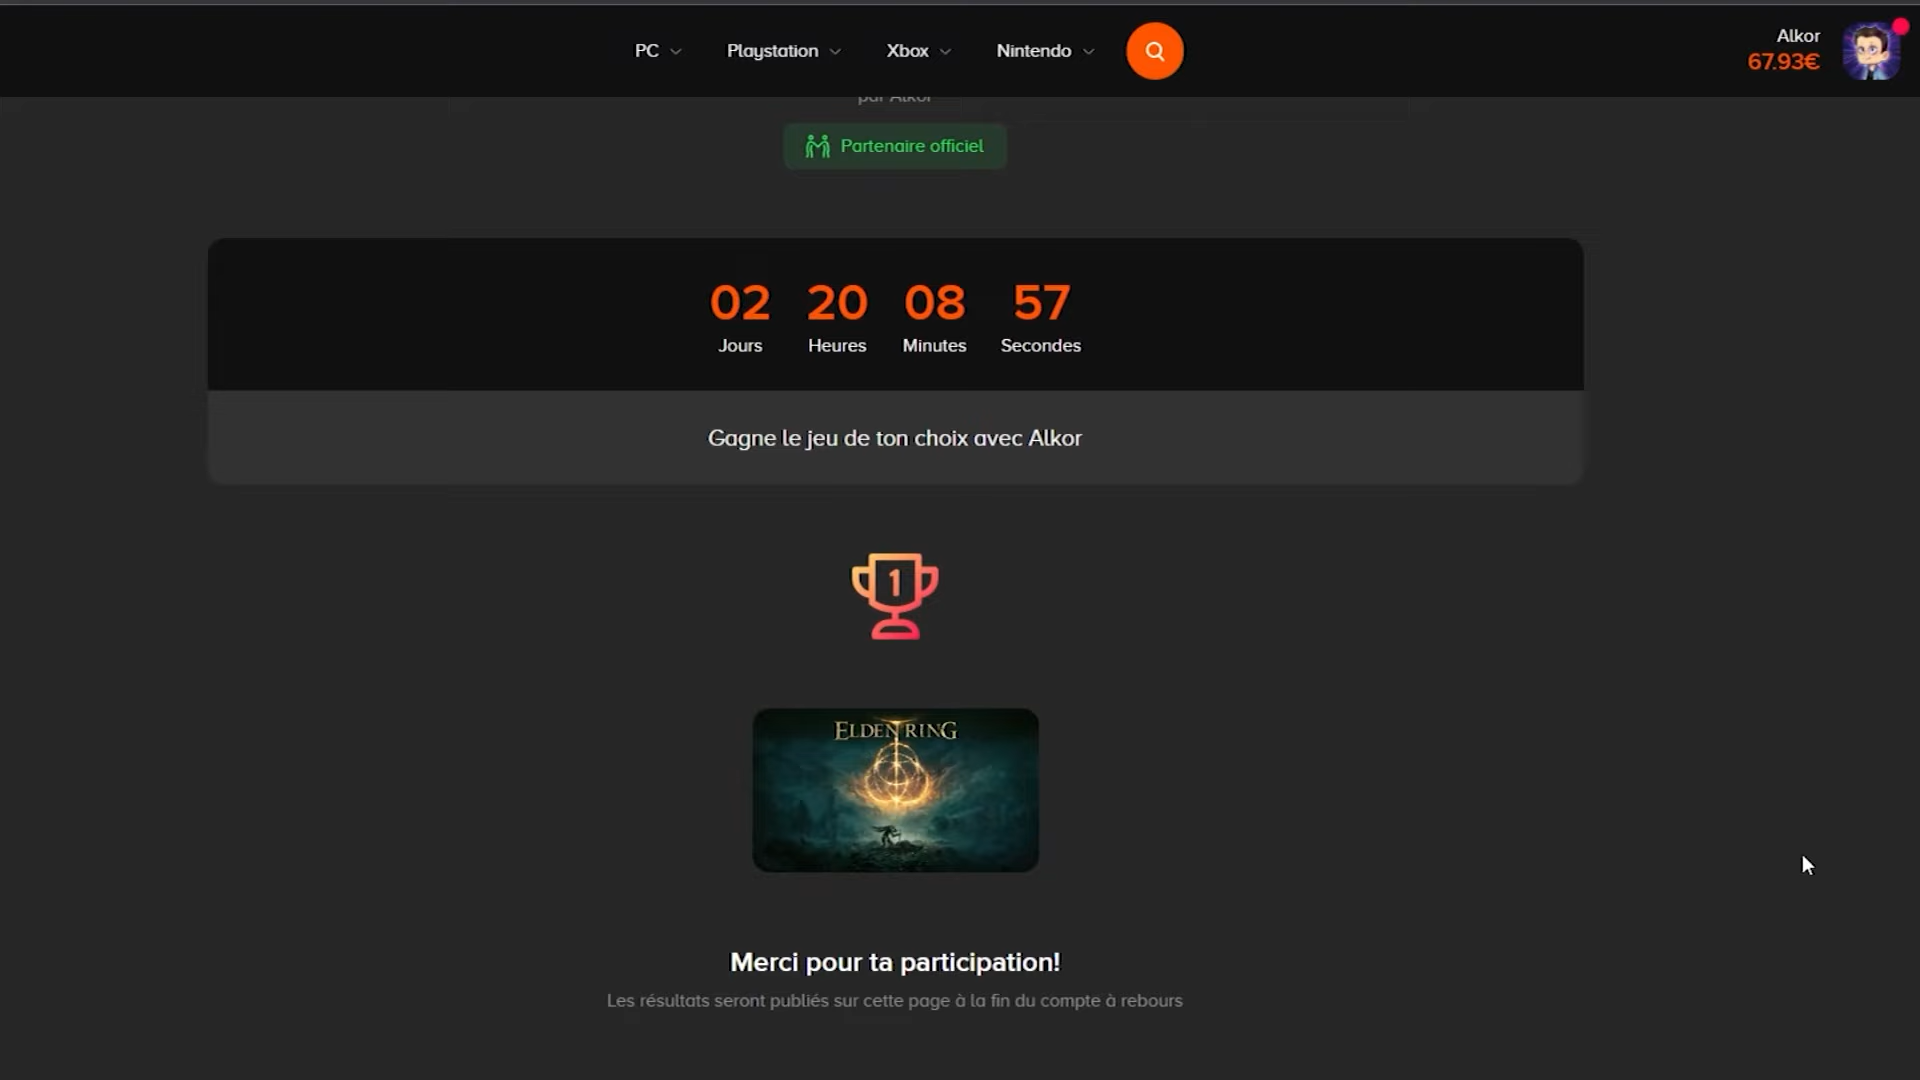 PC
Playstation
Xbox
Nintendo
Alkor
67.93€
par Alkor
Partenaire officiel
02 20 08 57
Jours Heures Minutes Secondes
Gagne le jeu de ton choix avec Alkor
1
ELDEN RING
Merci pour ta participation!
Les résultats seront publiés sur cette page à la fin du compte à rebours